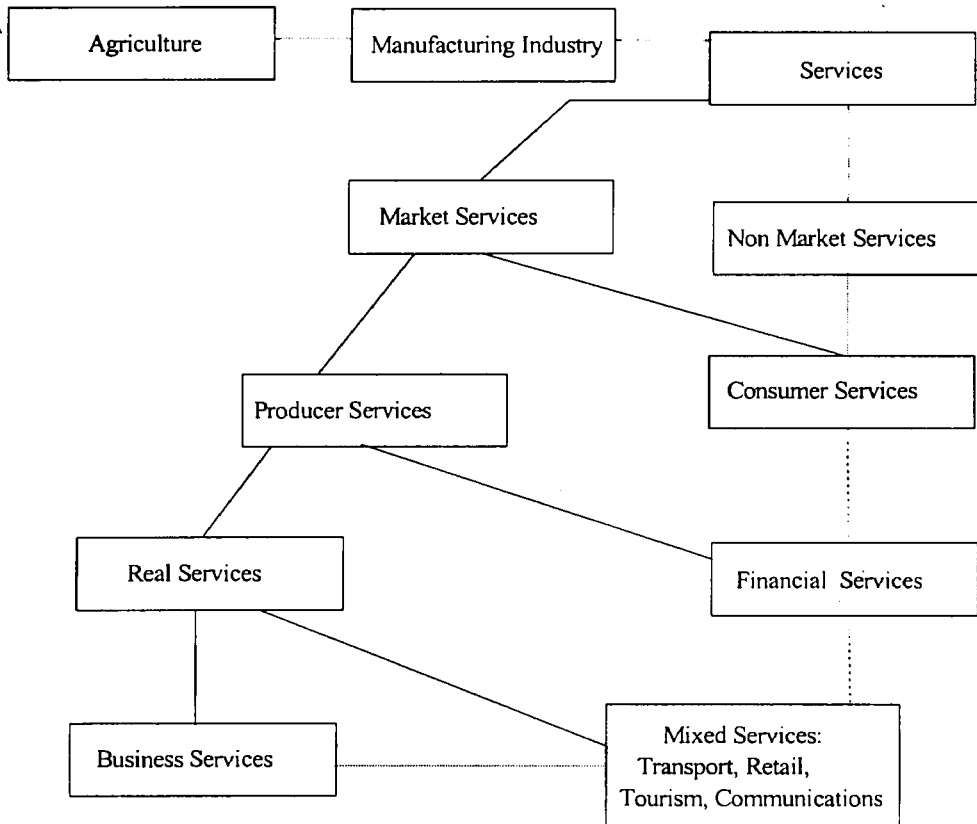 Agriculture
Manufacturing Industry
Services
Market Services
Non Market Services
Producer Services
Consumer Services
Real Services
Financial Services
Business Services
Mixed Services:
Transport, Retail,
Tourism, Communications